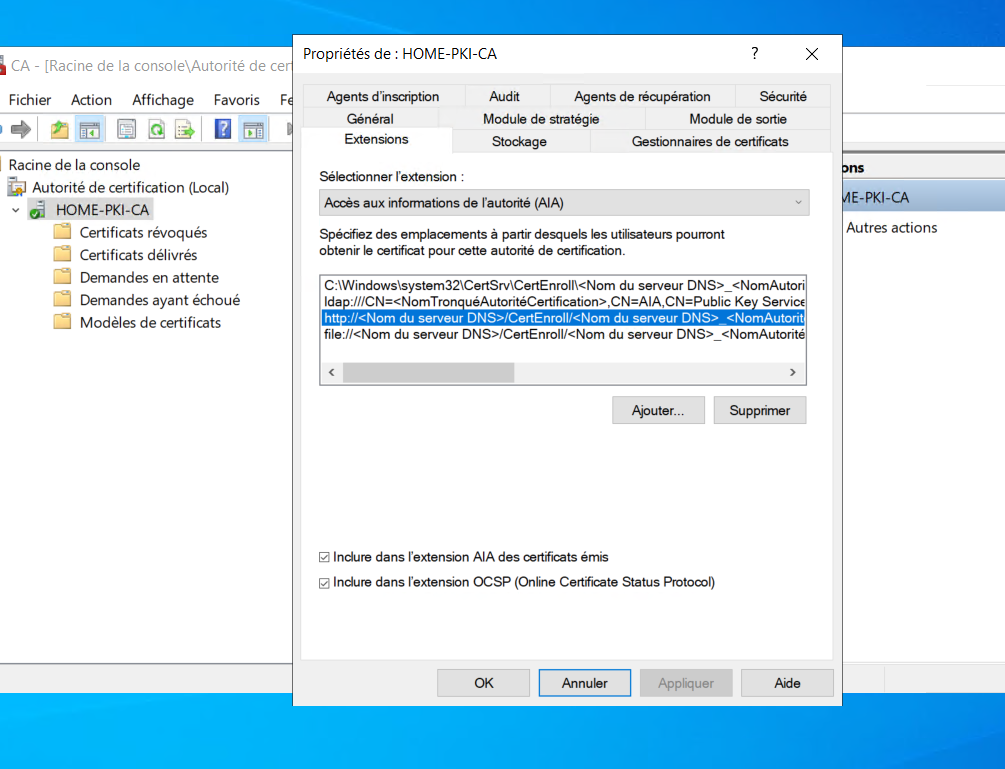 Propriétés de : HOME-PKI-CA
?
CA - [Racine de la console\Autorité de cert
Fichier Action Affichage Favoris Fe
Racine de la console
Autorité de certification (Local)
HOME-PKI-CA
Certificats révoqués
Certificats délivrés
Demandes en attente
Demandes ayant échoué
Modèles de certificats
Agents d'inscription Audit Agents de récupération Sécurité
Général Module de stratégie Module de sortie
Extensions Stockage Gestionnaires de certificats
Sélectionner l'extension :
Accès aux informations de l'autorité (AIA)
Spécifiez des emplacements à partir desquels les utilisateurs pourront
obtenir le certificat pour cette autorité de certification.
C:\Windows\system32\CertSrv\CertEnroll\<Nom du serveur DNS>_<NomAutori
ldap:///CN=<NomTronquéAutoritéCertification>,CN=AIA,CN=Public Key Service
http://<Nom du serveur DNS>/CertEnroll/<Nom du serveur DNS>_<NomAutorit
file://<Nom du serveur DNS>/CertEnroll/<Nom du serveur DNS>_<NomAutorité
Ajouter... Supprimer
Inclure dans l'extension AIA des certificats émis
Inclure dans l'extension OCSP (Online Certificate Status Protocol)
OK Annuler Appliquer Aide
ons
ME-PKI-CA
Autres actions